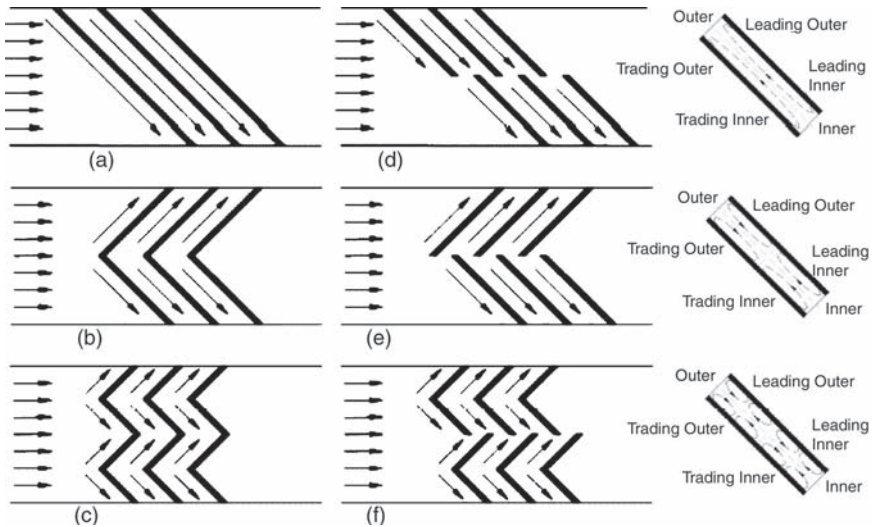 Outer
Leading Outer
Trading Outer
Leading
Inner
Trading Inner
Inner
(a)
(d)
Outer
Leading Outer
Trading Outer
Leading
Inner
Trading Inner
Inner
(b)
(e)
Outer
Leading Outer
Trading Outer
Leading
Inner
Trading Inner
Inner
(c)
(f)